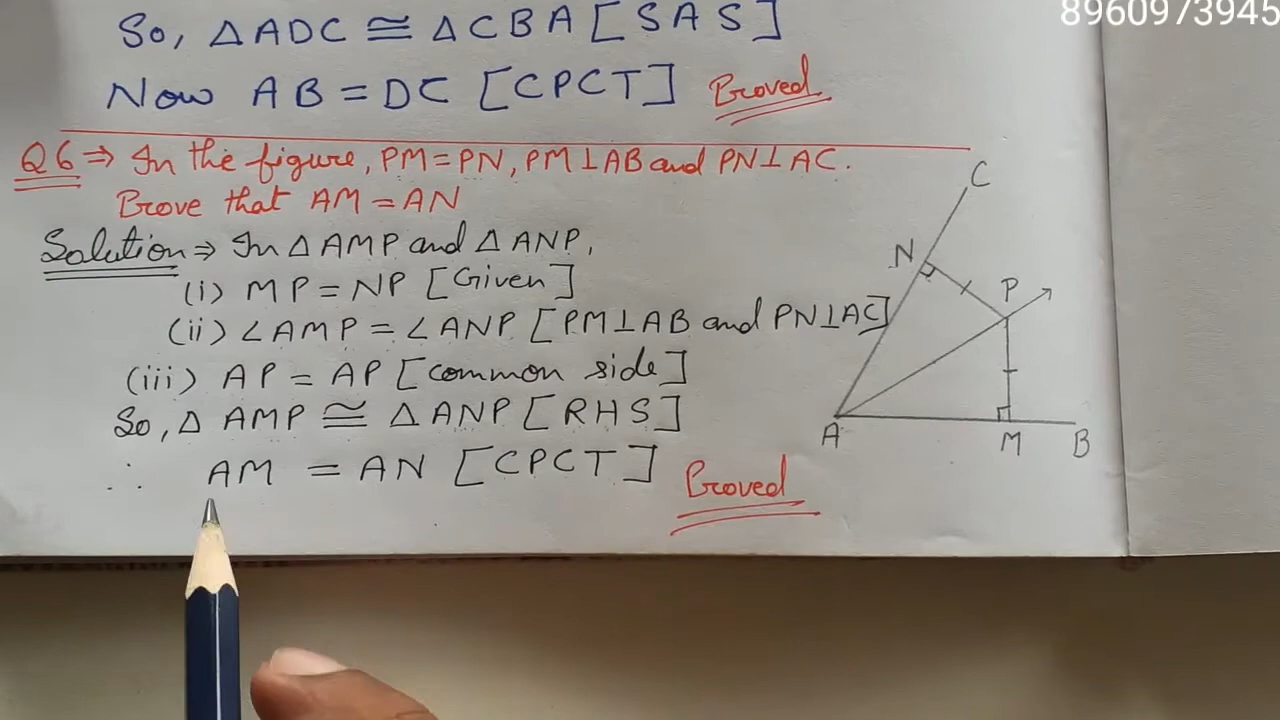 8960973945
So, △ADC ≅ △CBA [SAS]
Now AB = DC [CPCT] Proved
Q6⇒ In the figure, PM = PN, PM⊥AB and PN⊥AC.
Prove that AM = AN
Solution ⇒ In △AMP and △ANP,
(i) MP = NP [Given]
(ii) ∠AMP = ∠ANP [PM⊥AB and PN⊥AC]
(iii) AP = AP [common side]
So, △ AMP ≅ △ANP [RHS]
∴ AM = AN [CPCT] Proved
C
N
P
A
M
B